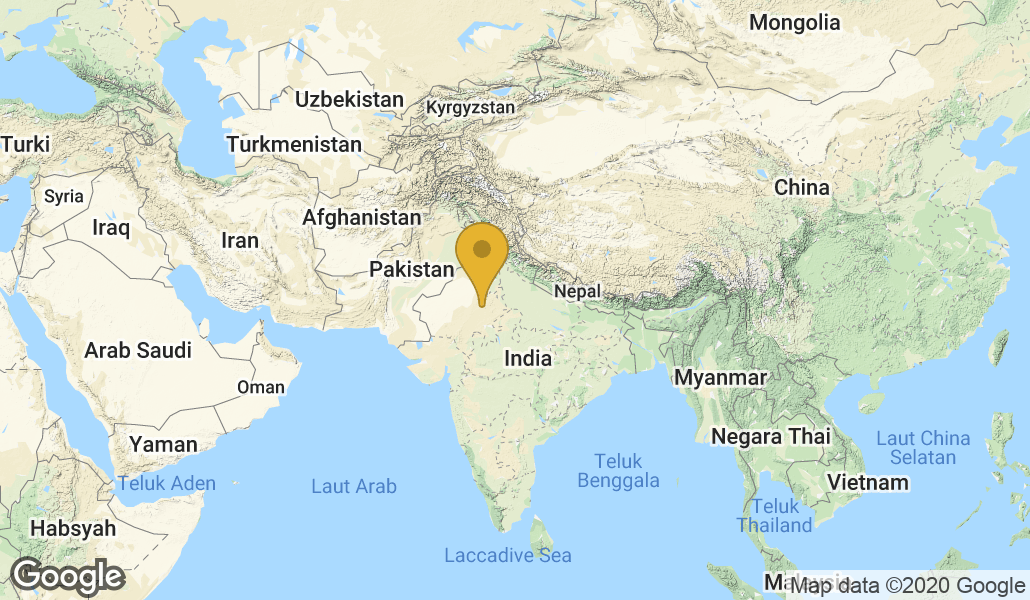 Mongolia
Uzbekistan
Kyrgyzstan
Turki
Turkmenistan
China
Syria
Afghanistan
Iraq
Iran
Pakistan
Nepal
Arab Saudi
India
Myanmar
Oman
Negara Thai
Laut China
Selatan
Yaman
Teluk
Benggala
Teluk Aden
Laut Arab
Vietnam
Teluk
Thailand
Habsyah
Laccadive Sea
Malaysia
Google
Map data ©2020 Google